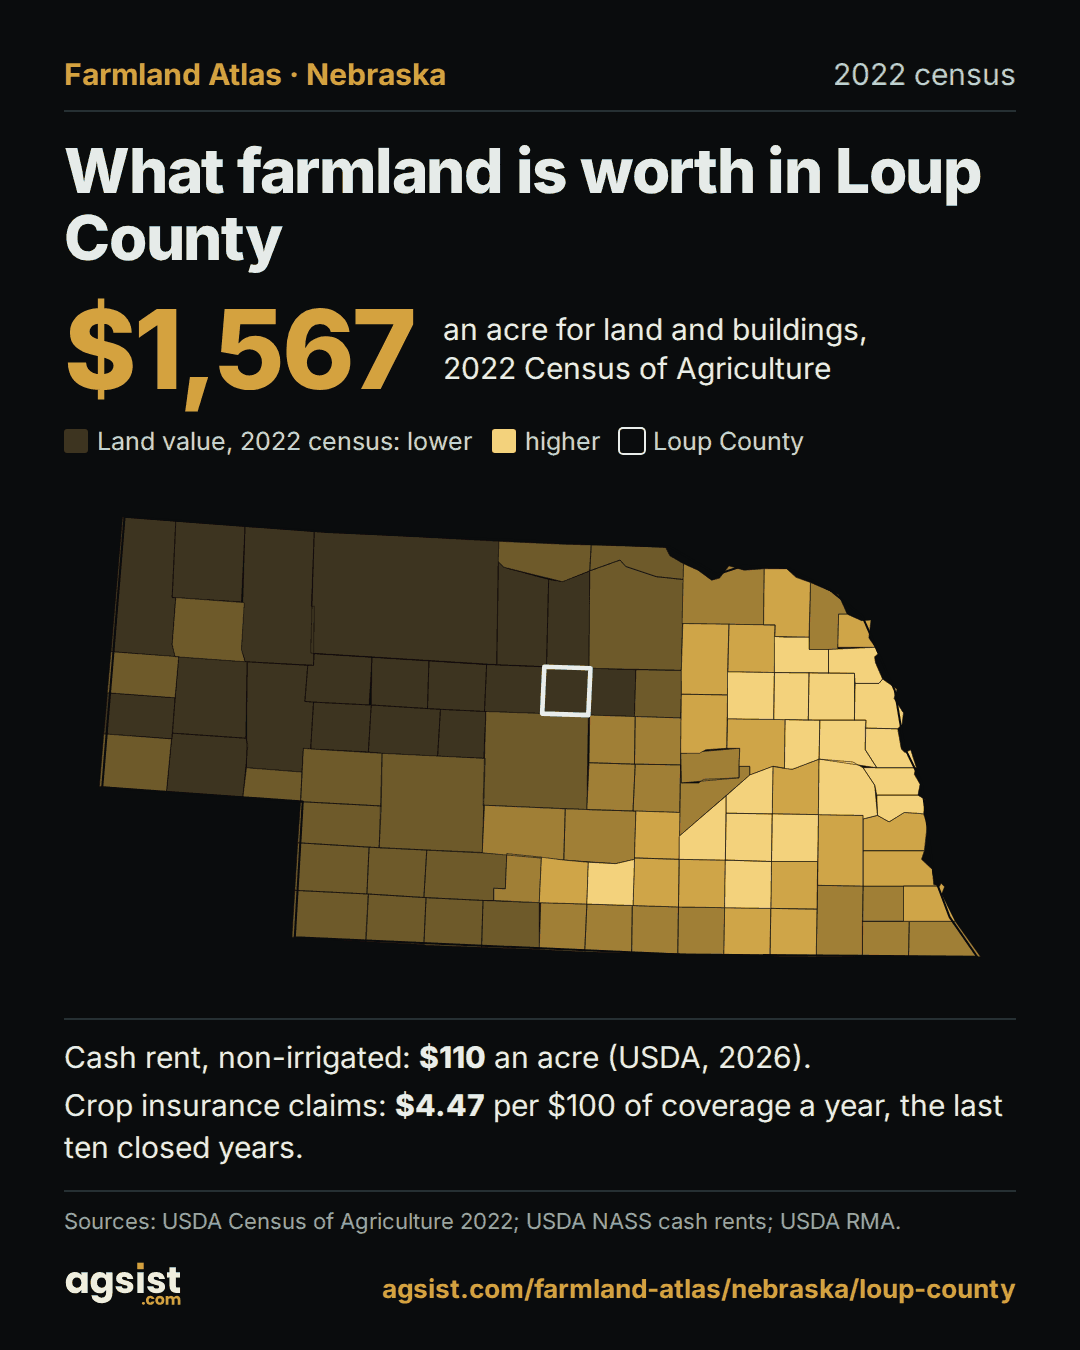 Farmland Atlas · Nebraska
2022 census
What farmland is worth in Loup
County
$1,567
an acre for land and buildings,
2022 Census of Agriculture
Land value, 2022 census: lower
higher
Loup County
Cash rent, non-irrigated: $110 an acre (USDA, 2026).
Crop insurance claims: $4.47 per $100 of coverage a year, the last
ten closed years.
Sources: USDA Census of Agriculture 2022; USDA NASS cash rents; USDA RMA.
agsist
.com
agsist.com/farmland-atlas/nebraska/loup-county